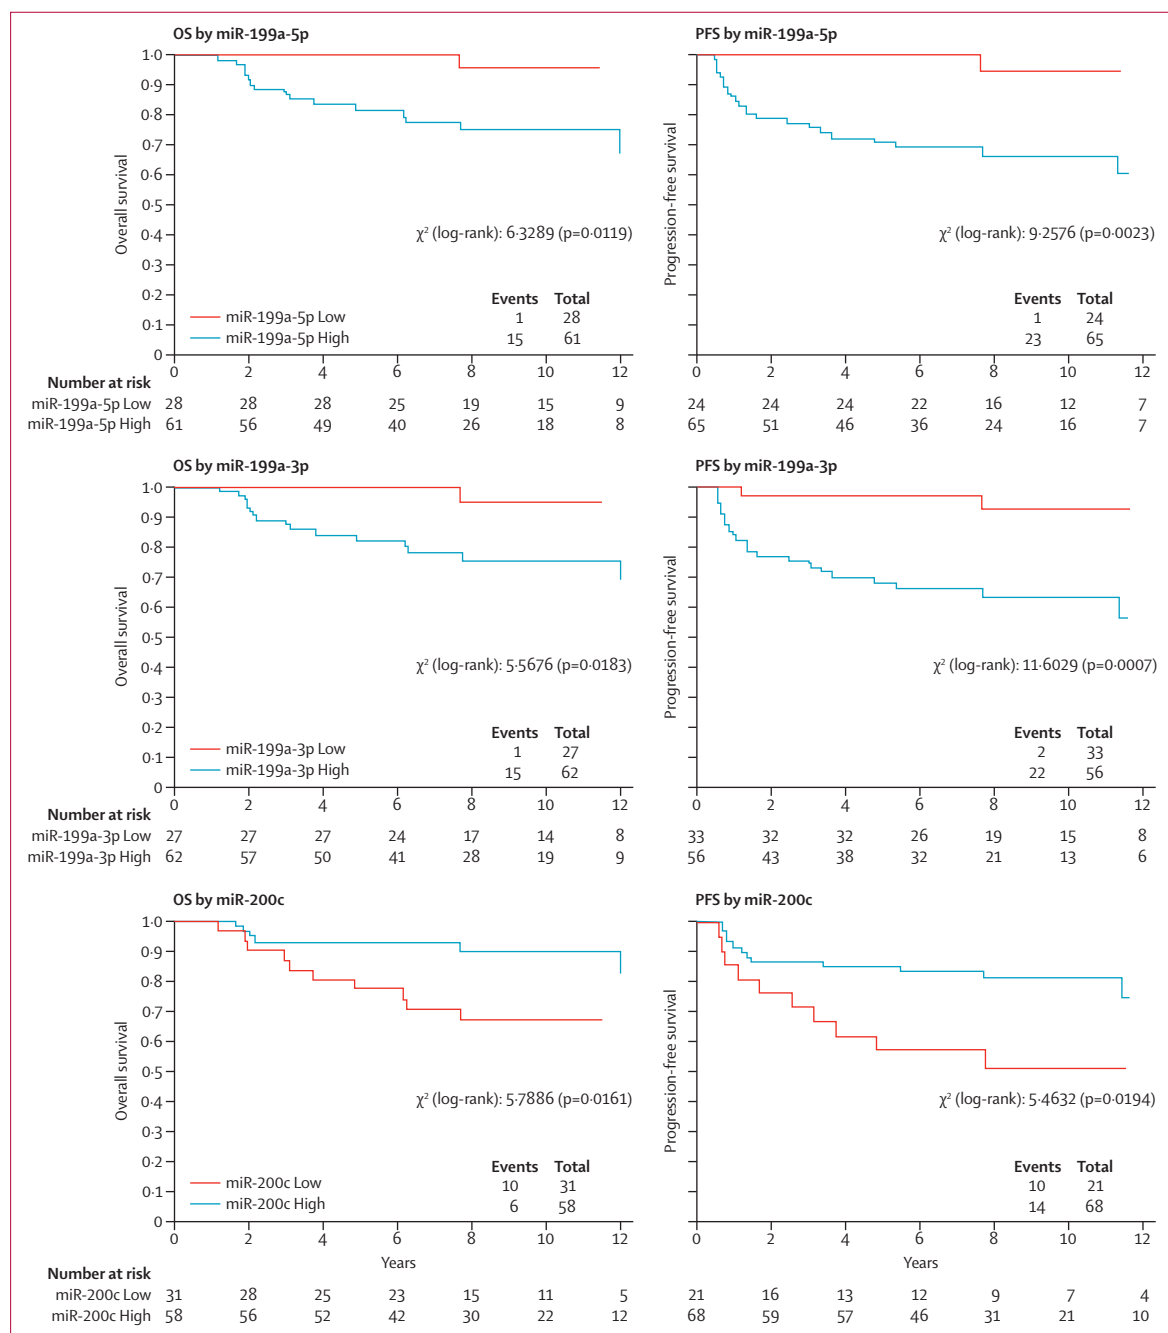 OS by miR-199a-5p
1·0
0·9
0·8
0·7
0·6
0·5
0·4
0·3
0·2
0·1
0
Overall survival
χ² (log-rank): 6·3289 (p=0·0119)
Events Total
miR-199a-5p Low 1 28
miR-199a-5p High 15 61
0 2 4 6 8 10 12
Number at risk
miR-199a-5p Low 28 28 28 25 19 15 9
miR-199a-5p High 61 56 49 40 26 18 8
PFS by miR-199a-5p
Progression-free survival
χ² (log-rank): 9·2576 (p=0·0023)
Events Total
1 24
23 65
0 2 4 6 8 10 12
24 24 24 22 16 12 7
65 51 46 36 24 16 7
OS by miR-199a-3p
1·0
0·9
0·8
0·7
0·6
0·5
0·4
0·3
0·2
0·1
0
Overall survival
χ² (log-rank): 5·5676 (p=0·0183)
Events Total
miR-199a-3p Low 1 27
miR-199a-3p High 15 62
0 2 4 6 8 10 12
Number at risk
miR-199a-3p Low 27 27 27 24 17 14 8
miR-199a-3p High 62 57 50 41 28 19 9
PFS by miR-199a-3p
Progression-free survival
χ² (log-rank): 11·6029 (p=0·0007)
Events Total
2 33
22 56
0 2 4 6 8 10 12
33 32 32 26 19 15 8
56 43 38 32 21 13 6
OS by miR-200c
1·0
0·9
0·8
0·7
0·6
0·5
0·4
0·3
0·2
0·1
0
Overall survival
χ² (log-rank): 5·7886 (p=0·0161)
Events Total
miR-200c Low 10 31
miR-200c High 6 58
0 2 4 6 8 10 12
Years
Number at risk
miR-200c Low 31 28 25 23 15 11 5
miR-200c High 58 56 52 42 30 22 12
PFS by miR-200c
Progression-free survival
χ² (log-rank): 5·4632 (p=0·0194)
Events Total
10 21
14 68
0 2 4 6 8 10 12
Years
21 16 13 12 9 7 4
68 59 57 46 31 21 10